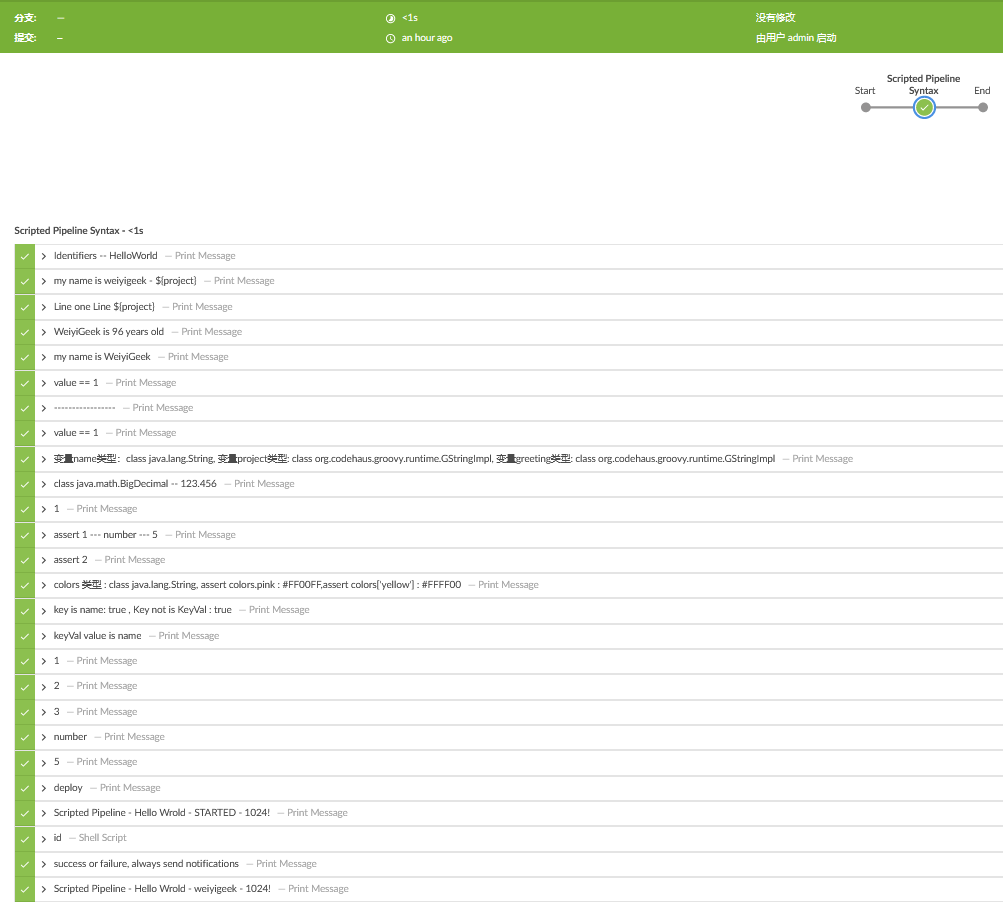 分支: — <1s 没有修改
提交: – an hour ago 由用户 admin 启动
Scripted Pipeline
Start Syntax End
Scripted Pipeline Syntax - <1s
Identifiers -- HelloWorld — Print Message
my name is weiyigeek - ${project} — Print Message
Line one Line ${project} — Print Message
WeiyiGeek is 96 years old — Print Message
my name is WeiyiGeek — Print Message
value == 1 — Print Message
----------------- — Print Message
value == 1 — Print Message
变量name类型：class java.lang.String, 变量project类型: class org.codehaus.groovy.runtime.GStringImpl, 变量greeting类型: class org.codehaus.groovy.runtime.GStringImpl — Print Message
class java.math.BigDecimal -- 123.456 — Print Message
1 — Print Message
assert 1 --- number --- 5 — Print Message
assert 2 — Print Message
colors 类型 : class java.lang.String, assert colors.pink : #FF00FF,assert colors['yellow'] : #FFFF00 — Print Message
key is name: true , Key not is KeyVal : true — Print Message
keyVal value is name — Print Message
1 — Print Message
2 — Print Message
3 — Print Message
number — Print Message
5 — Print Message
deploy — Print Message
Scripted Pipeline - Hello Wrold - STARTED - 1024! — Print Message
id — Shell Script
success or failure, always send notifications — Print Message
Scripted Pipeline - Hello Wrold - weiyigeek - 1024! — Print Message